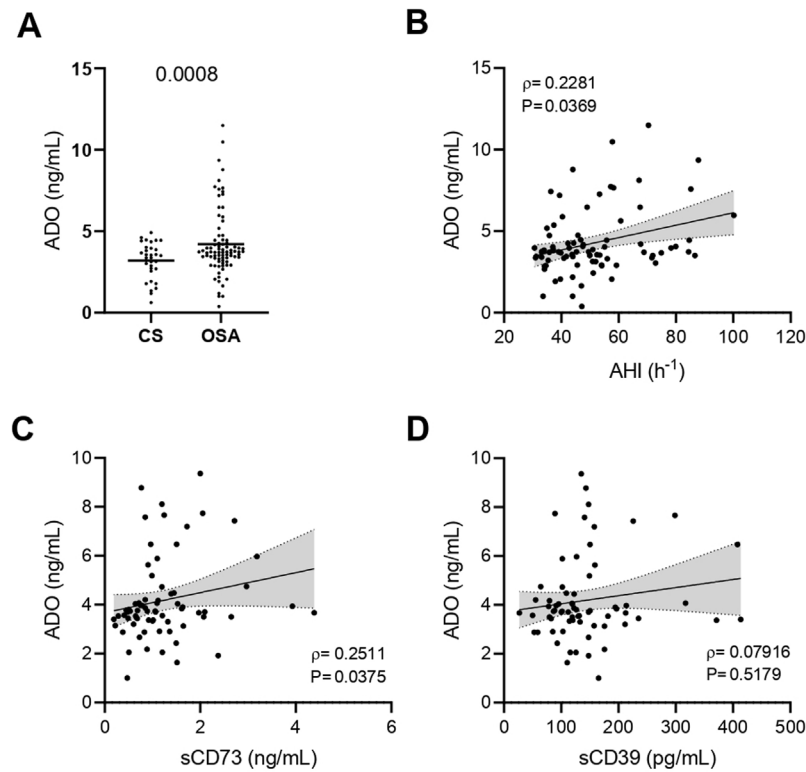 A
0.0008
ADO (ng/mL)
15
10
5
0
CS
OSA
B
ρ= 0.2281
P=0.0369
ADO (ng/mL)
15
10
5
0
20
40
60
80
100
120
AHI (h-1)
C
ADO (ng/mL)
10
8
6
4
2
0
ρ= 0.2511
P=0.0375
0
2
4
6
sCD73 (ng/mL)
D
ADO (ng/mL)
10
8
6
4
2
0
ρ= 0.07916
P=0.5179
0
100
200
300
400
500
sCD39 (pg/mL)